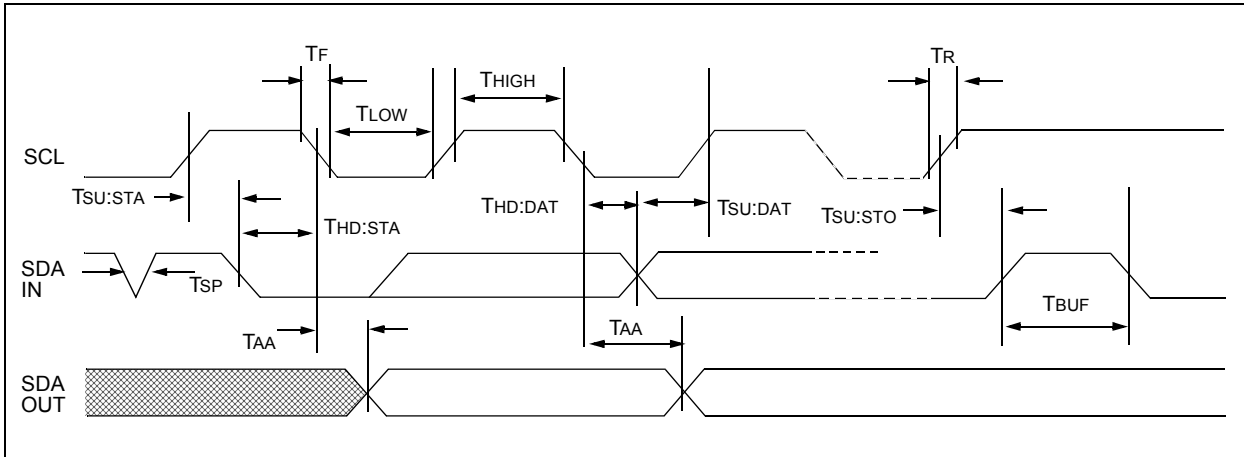 TF
TR
THIGH
TLOW
SCL
TSU:STA
THD:DAT
TSU:DAT
TSU:STO
THD:STA
SDA
IN
TSP
TBUF
TAA
TAA
SDA
OUT